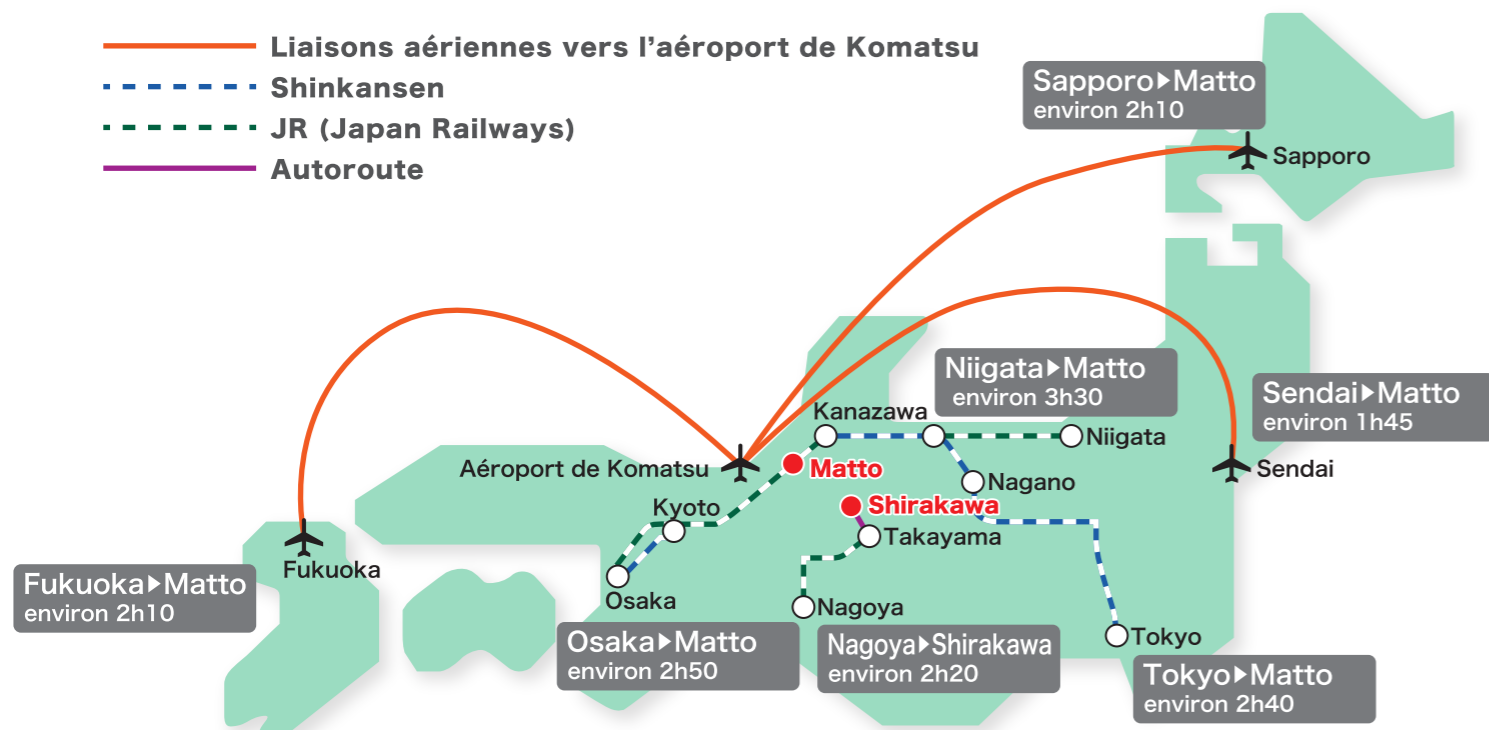 Liaisons aériennes vers l’aéroport de Komatsu
Shinkansen
JR (Japan Railways)
Autoroute
Sapporo▶Matto
environ 2h10
Sapporo
Niigata▶Matto
environ 3h30
Sendai▶Matto
environ 1h45
Kanazawa
Niigata
Aéroport de Komatsu
Matto
Sendai
Nagano
Shirakawa
Kyoto
Takayama
Fukuoka
Fukuoka▶Matto
environ 2h10
Osaka
Nagoya
Tokyo
Osaka▶Matto
environ 2h50
Nagoya▶Shirakawa
environ 2h20
Tokyo▶Matto
environ 2h40